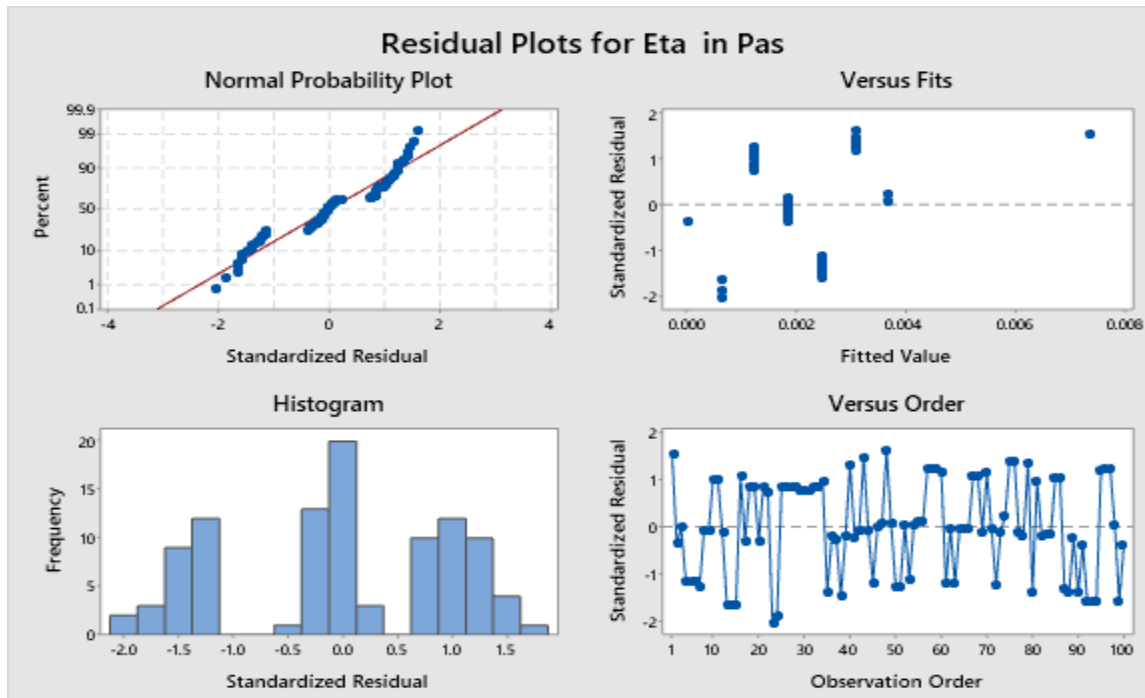 Residual Plots for Eta in Pas
Normal Probability Plot
99.9
99
90
50
10
1
0.1
Percent
-4 -2 0 2 4
Standardized Residual
Versus Fits
2
1
0
-1
-2
Standardized Residual
0.000 0.002 0.004 0.006 0.008
Fitted Value
Histogram
20
15
10
5
0
Frequency
-2.0 -1.5 -1.0 -0.5 0.0 0.5 1.0 1.5
Standardized Residual
Versus Order
2
1
0
-1
-2
Standardized Residual
1 10 20 30 40 50 60 70 80 90 100
Observation Order